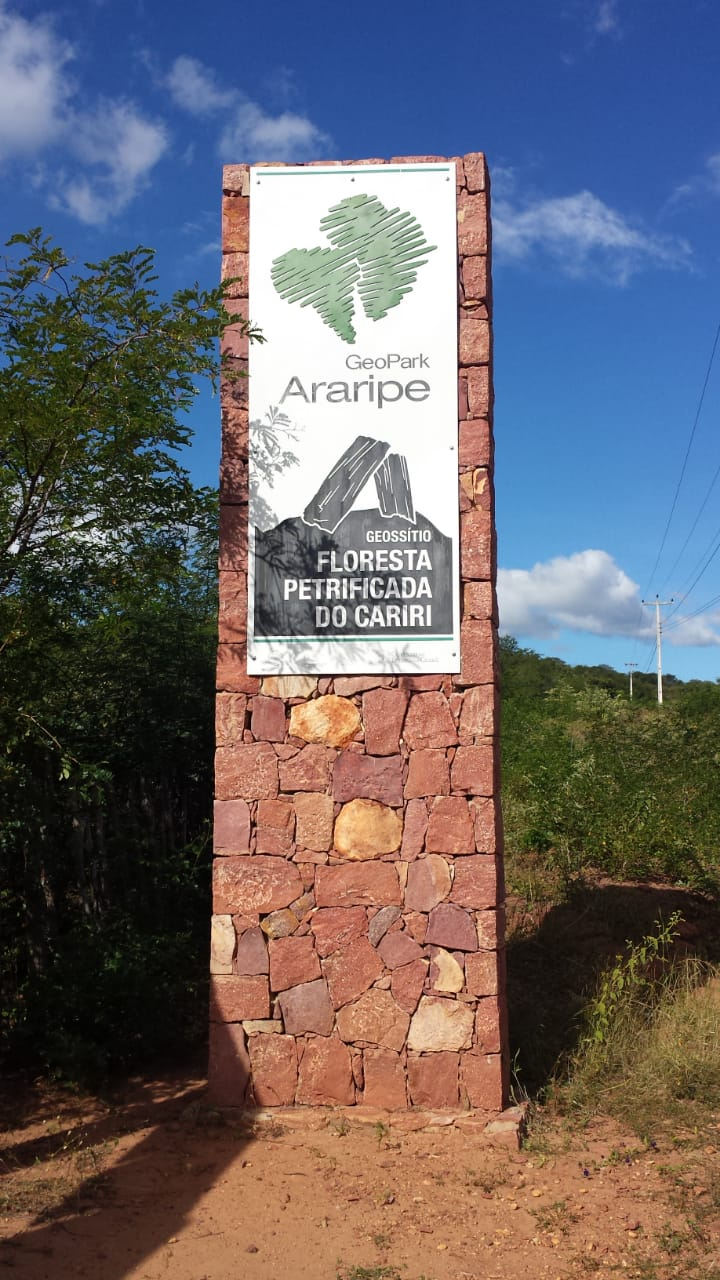 GeoPark
Araripe
GEOSSÍTIO
FLORESTA
PETRIFICADA
DO CARIRI